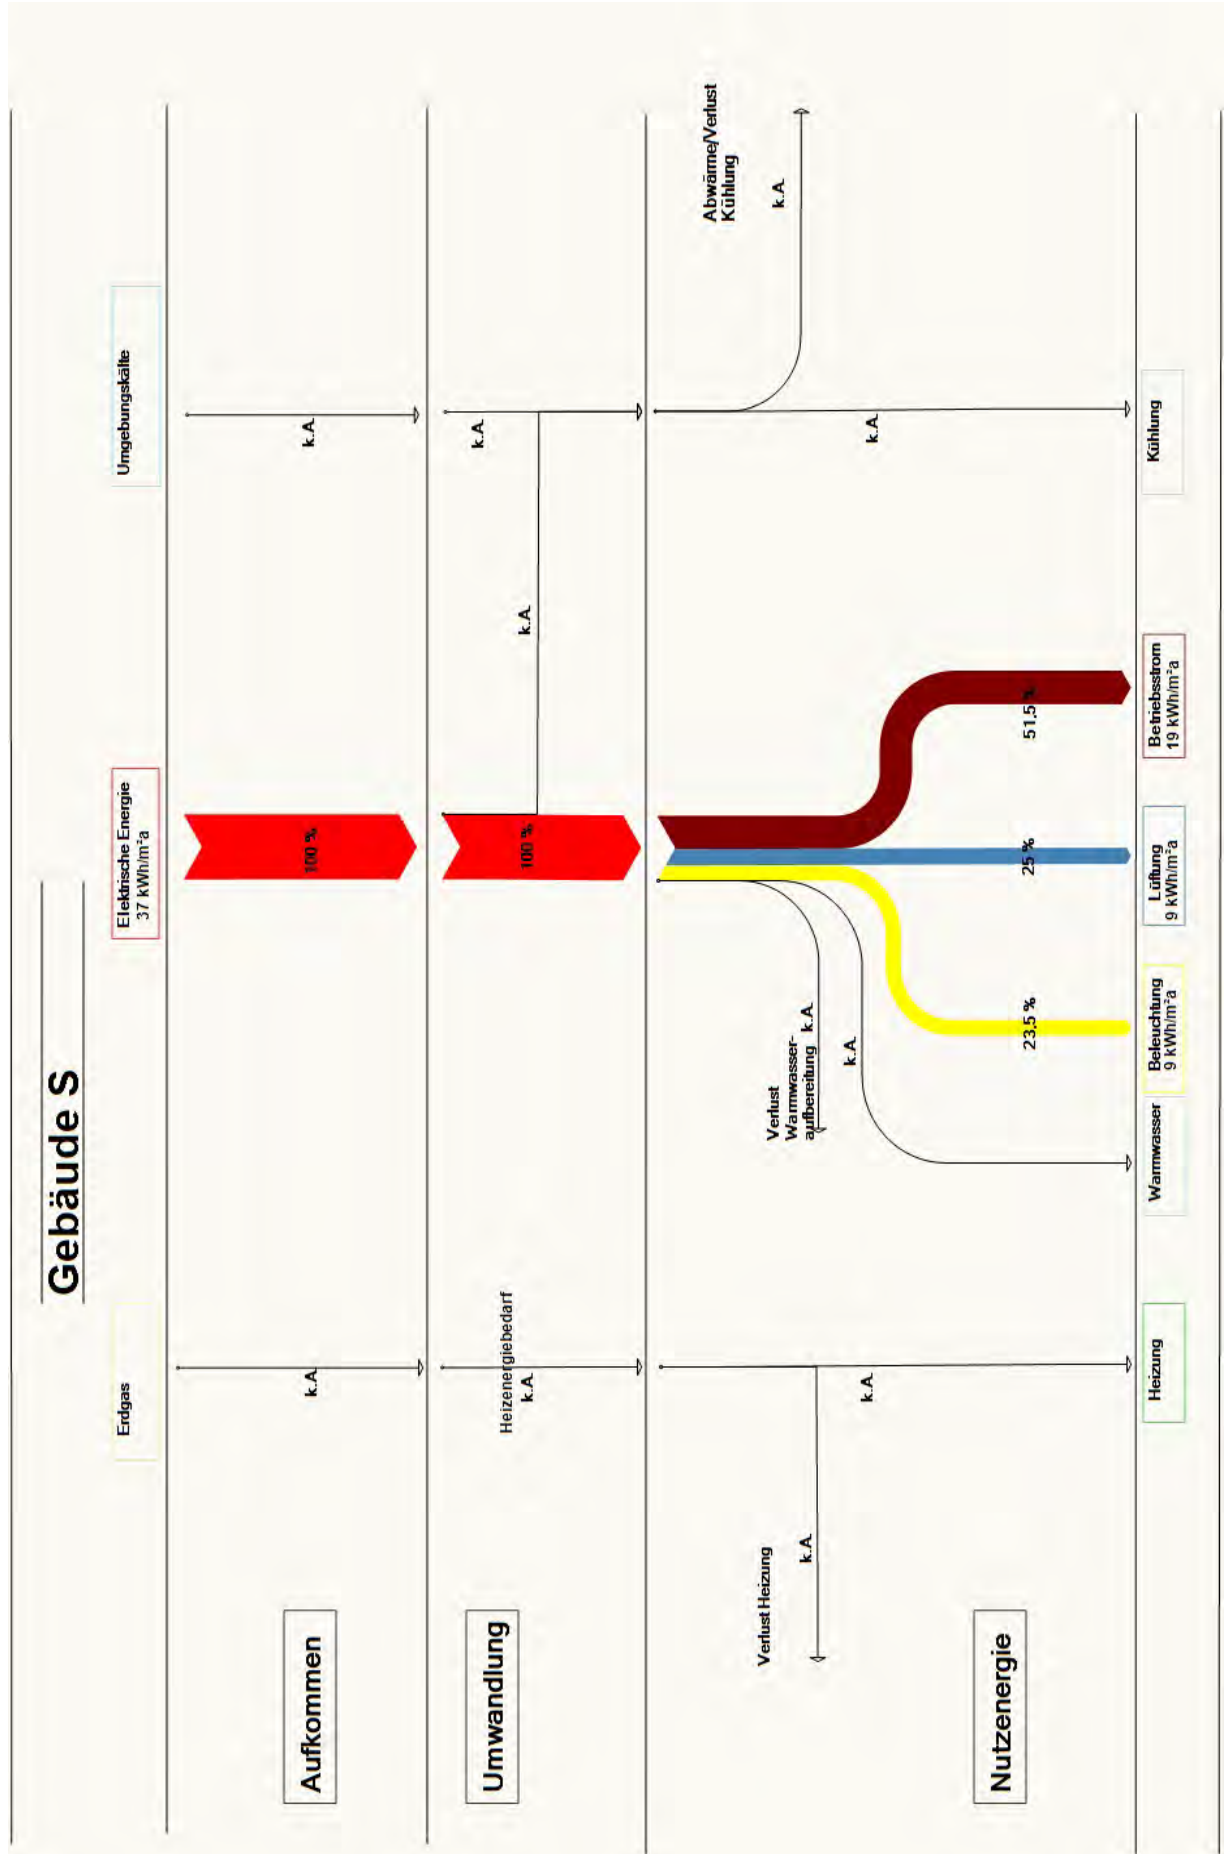 Gebäude S
Erdgas
Elektrische Energie
37 kWh/m²a
Umgebungskälte
Aufkommen
k.A.
100 %
k.A.
Umwandlung
Heizenergiebedarf
k.A.
100 %
k.A.
k.A.
Abwärme/Verlust
Kühlung
k.A.
Verlust Heizung
k.A.
Verlust
Warmwasser-
aufbereitung
k.A.
k.A.
k.A.
k.A.
Nutzenergie
23,5 %
25 %
51,5 %
Heizung
Warmwasser
Beleuchtung
9 kWh/m²a
Lüftung
9 kWh/m²a
Betriebsstrom
19 kWh/m²a
Kühlung